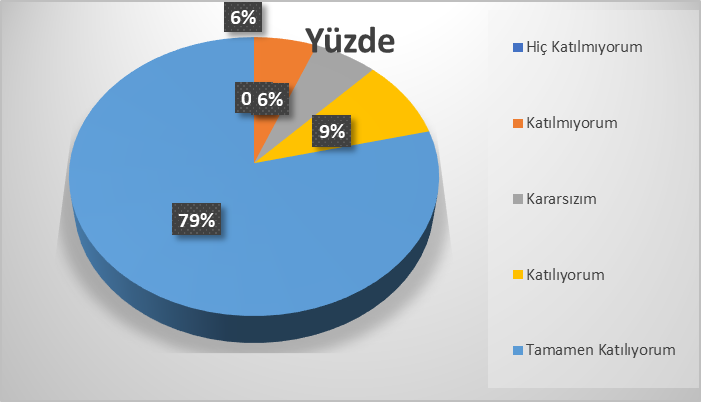 Yüzde
6%
0
6%
9%
79%
Hiç Katılmıyorum
Katılmıyorum
Kararsızım
Katılıyorum
Tamamen Katılıyorum